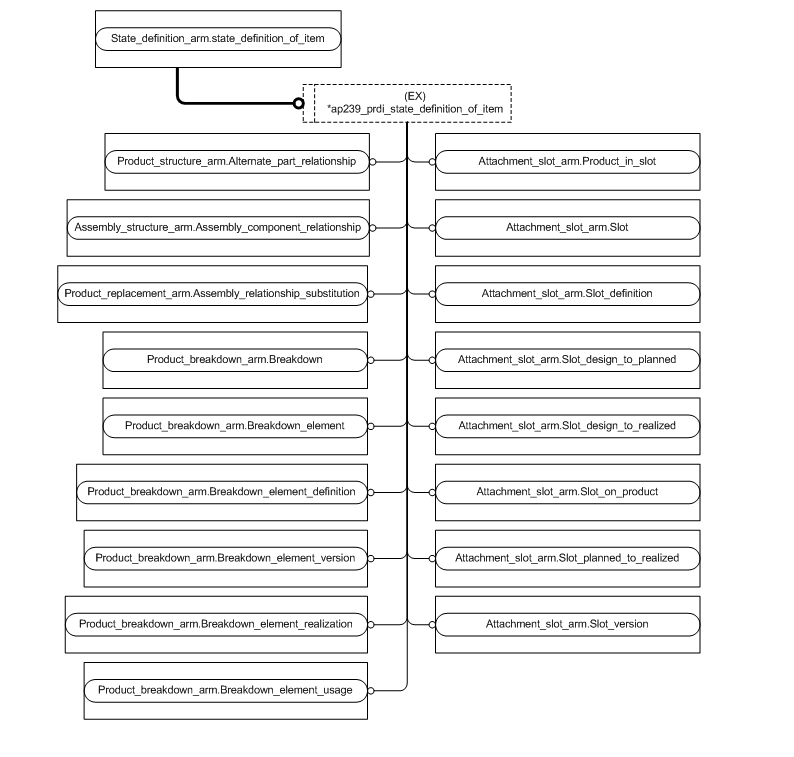 State_definition_arm.state_definition_of_item
(EX)
*ap239_prdi_state_definition_of_item
Product_structure_arm.Alternate_part_relationship
Attachment_slot_arm.Product_in_slot
Assembly_structure_arm.Assembly_component_relationship
Attachment_slot_arm.Slot
Product_replacement_arm.Assembly_relationship_substitution
Attachment_slot_arm.Slot_definition
Product_breakdown_arm.Breakdown
Attachment_slot_arm.Slot_design_to_planned
Product_breakdown_arm.Breakdown_element
Attachment_slot_arm.Slot_design_to_realized
Product_breakdown_arm.Breakdown_element_definition
Attachment_slot_arm.Slot_on_product
Product_breakdown_arm.Breakdown_element_version
Attachment_slot_arm.Slot_planned_to_realized
Product_breakdown_arm.Breakdown_element_realization
Attachment_slot_arm.Slot_version
Product_breakdown_arm.Breakdown_element_usage